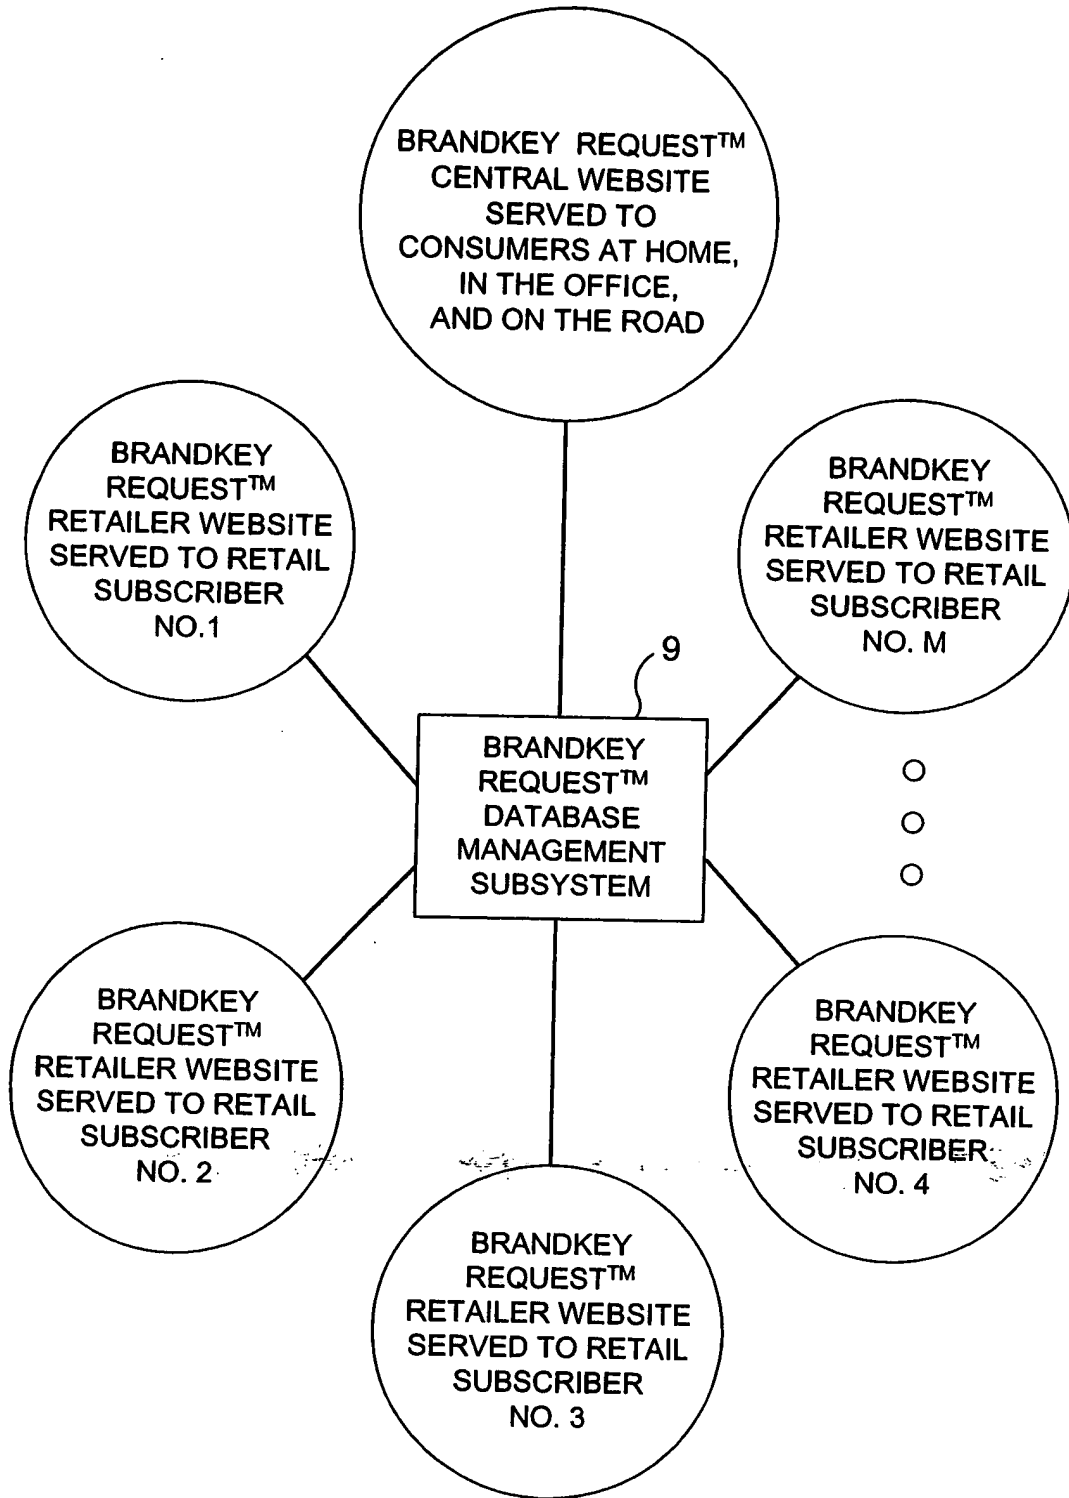 BRANDKEY REQUEST™
CENTRAL WEBSITE
SERVED TO
CONSUMERS AT HOME,
IN THE OFFICE,
AND ON THE ROAD
BRANDKEY
REQUEST™
RETAILER WEBSITE
SERVED TO RETAIL
SUBSCRIBER
NO.1
BRANDKEY
REQUEST™
RETAILER WEBSITE
SERVED TO RETAIL
SUBSCRIBER
NO. M
9
BRANDKEY
REQUEST™
DATABASE
MANAGEMENT
SUBSYSTEM
BRANDKEY
REQUEST™
RETAILER WEBSITE
SERVED TO RETAIL
SUBSCRIBER
NO. 2
BRANDKEY
REQUEST™
RETAILER WEBSITE
SERVED TO RETAIL
SUBSCRIBER
NO. 4
BRANDKEY
REQUEST™
RETAILER WEBSITE
SERVED TO RETAIL
SUBSCRIBER
NO. 3